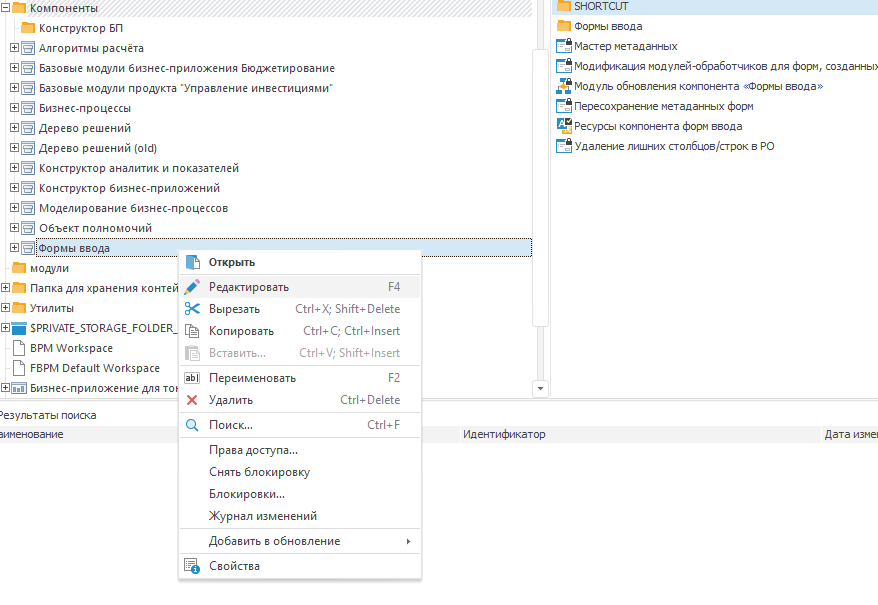 Компоненты
Конструктор БП
Алгоритмы расчёта
Базовые модули бизнес-приложения Бюджетирование
Базовые модули продукта "Управление инвестициями"
Бизнес-процессы
Дерево решений
Дерево решений (old)
Конструктор аналитик и показателей
Конструктор бизнес-приложений
Моделирование бизнес-процессов
Объект полномочий
Формы ввода
модули
Папка для хранения контей
Утилиты
$PRIVATE_STORAGE_FOLDER_
BPM Workspace
FBPM Default Workspace
Бизнес-приложение для ток
SHORTCUT
Формы ввода
Мастер метаданных
Модификация модулей-обработчиков для форм, созданных
Модуль обновления компонента «Формы ввода»
Пересохранение метаданных форм
Ресурсы компонента форм ввода
Удаление лишних столбцов/строк в РО
Открыть
Редактировать F4
Вырезать Ctrl+X; Shift+Delete
Копировать Ctrl+C; Ctrl+Insert
Вставить... Ctrl+V; Shift+Insert
Переименовать F2
Удалить Ctrl+Delete
Поиск... Ctrl+F
Права доступа...
Снять блокировку
Блокировки...
Журнал изменений
Добавить в обновление
Свойства
Результаты поиска
аименование Идентификатор Дата измен